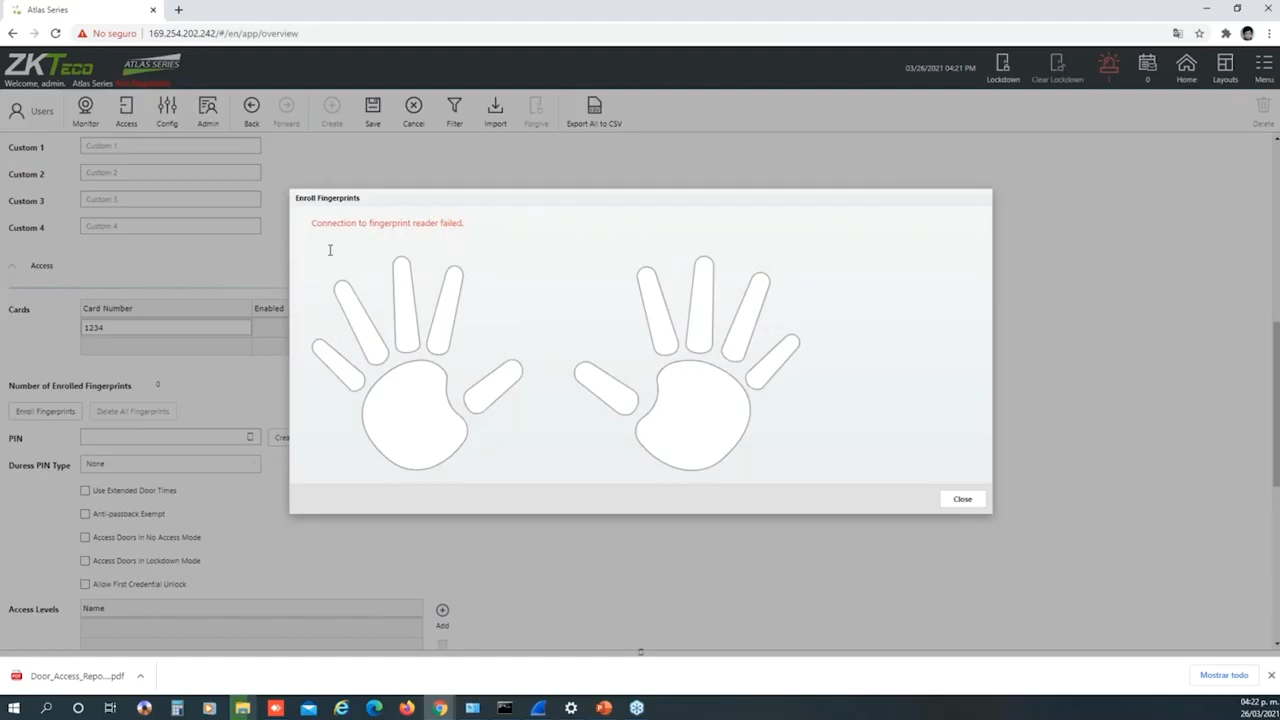 Atlas Series
No seguro
169.254.202.242/#/en/app/overview
ZKTeco
ATLAS SERIES
Welcome, admin. Atlas Series
03/26/2021 04:21 PM
Lockdown
Clear Lockdown
1
0
Home
Layouts
Menu
Users
Monitor
Access
Config
Admin
Back
Forward
Create
Save
Cancel
Filter
Import
Forgive
Export All to CSV
Delete
Custom 1
Custom 1
Custom 2
Custom 2
Custom 3
Custom 3
Custom 4
Custom 4
Enroll Fingerprints
Connection to fingerprint reader failed.
Access
Cards
Card Number
Enabled
1234
Number of Enrolled Fingerprints
0
Enroll Fingerprints
Delete All Fingerprints
PIN
Crea
Duress PIN Type
None
Use Extended Door Times
Anti-passback Exempt
Access Doors in No Access Mode
Access Doors in Lockdown Mode
Allow First Credential Unlock
Close
Access Levels
Name
Add
Door_Access_Repo....pdf
Mostrar todo
04:22 p. m.
26/03/2021